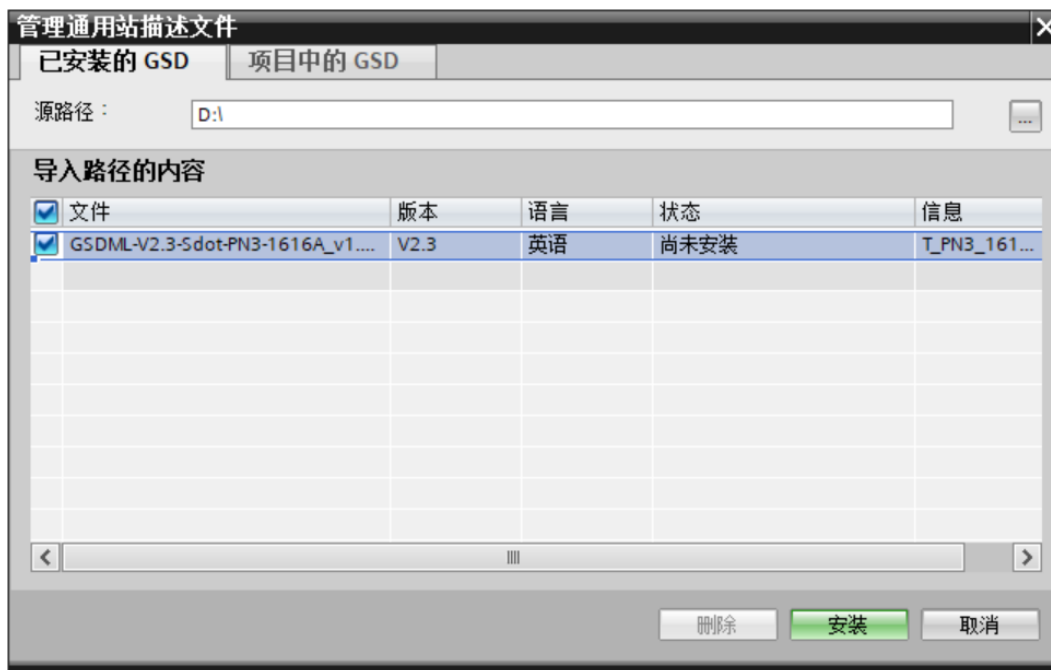 管理通用站描述文件
已安装的 GSD 项目中的 GSD
源路径： D:\ ...
导入路径的内容
文件 版本 语言 状态 信息
GSDML-V2.3-Sdot-PN3-1616A_v1.... V2.3 英语 尚未安装 T_PN3_161...
删除 安装 取消